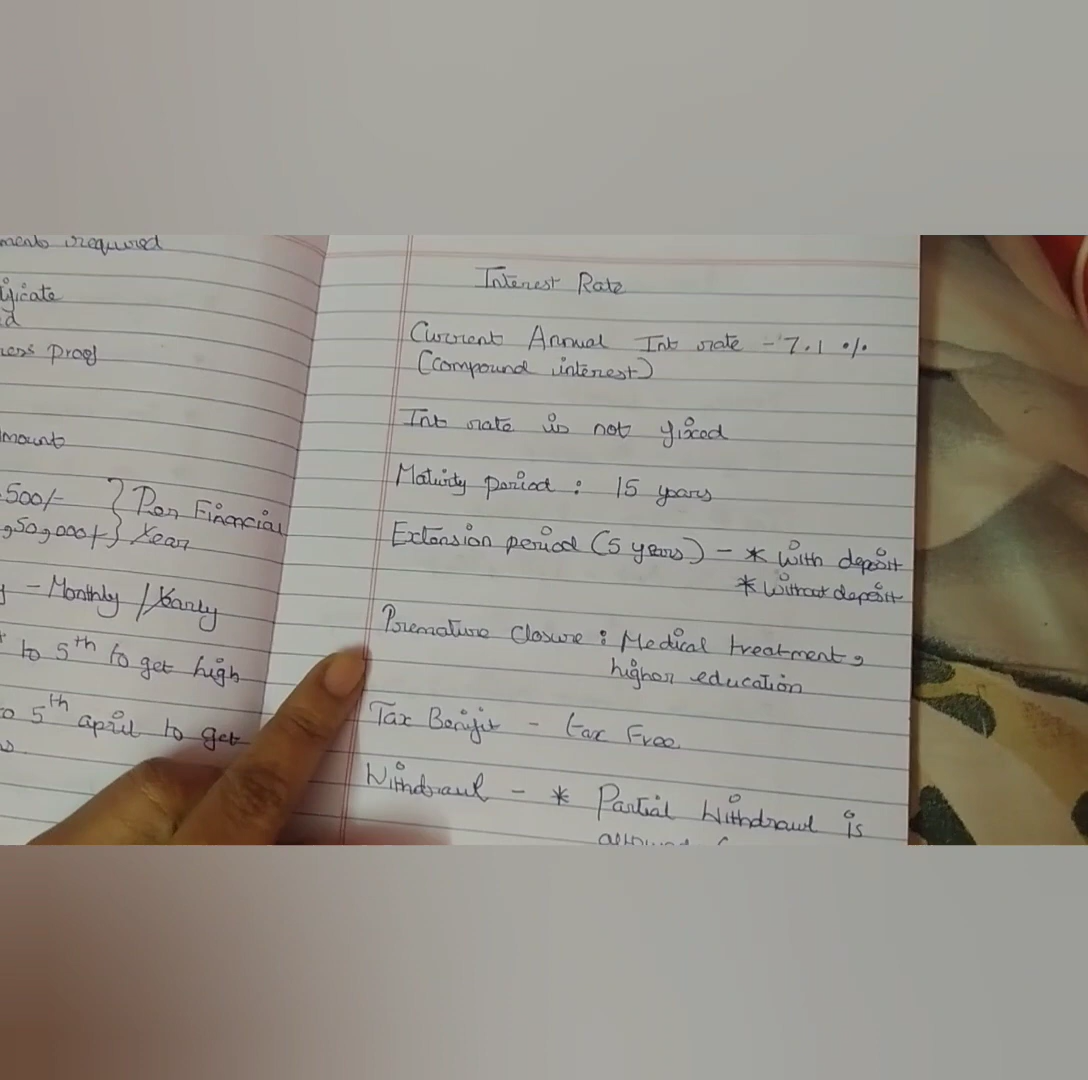 required
proof
500/- } Per Financial
50,000/- } Year
- Monthly / Yearly
to 5th to get high
5th april to get
Interest Rate
Current Annual Int rate - 7.1 %
(compound interest)
Int rate is not fixed
Maturity period : 15 years
Extension period (5 years) - * With deposit
* Without deposit
Premature Closure : Medical treatment,
higher education
Tax Benifit - tax Free
Withdrawl - * Partial Withdrawl is